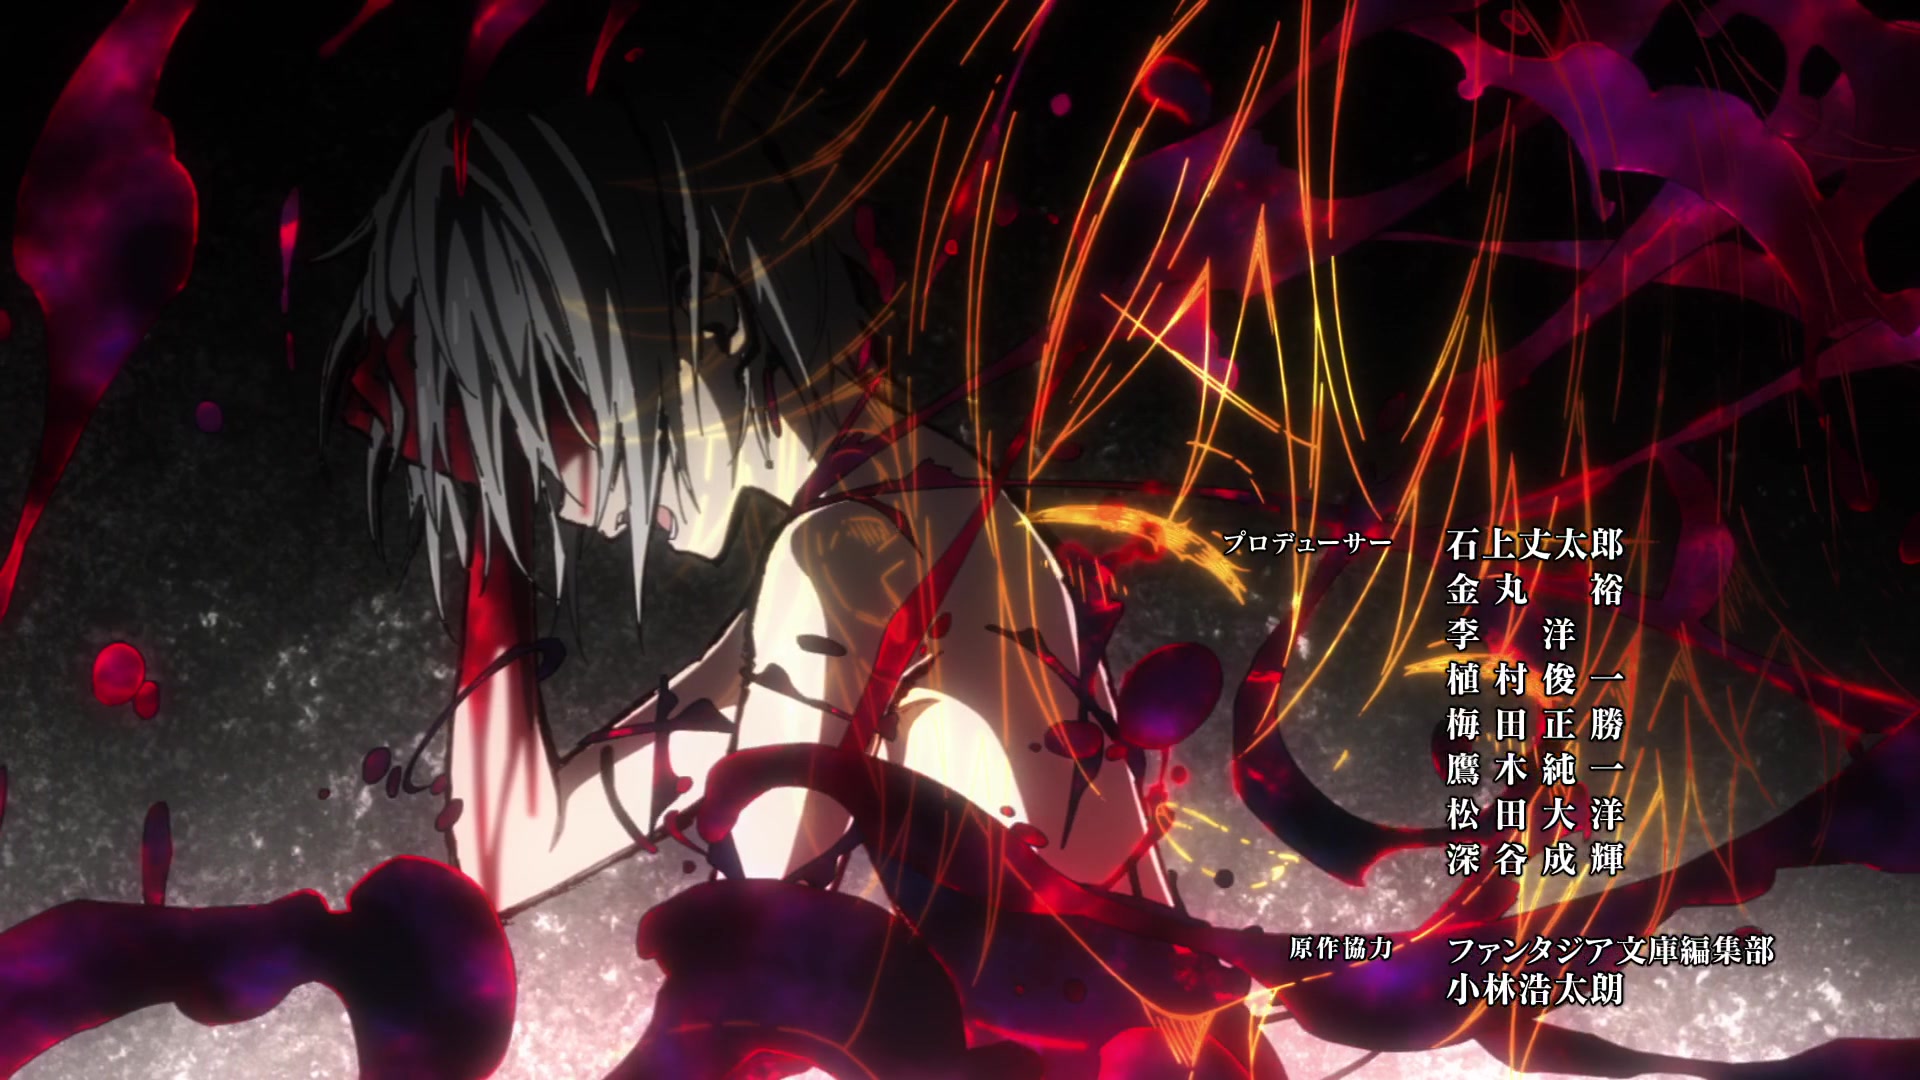 プロデューサー 石上丈太郎
金丸 裕
李 洋
植村俊一
梅田正勝
鷹木純一
松田大洋
深谷成輝
原作協力 ファンタジア文庫編集部
小林浩太朗